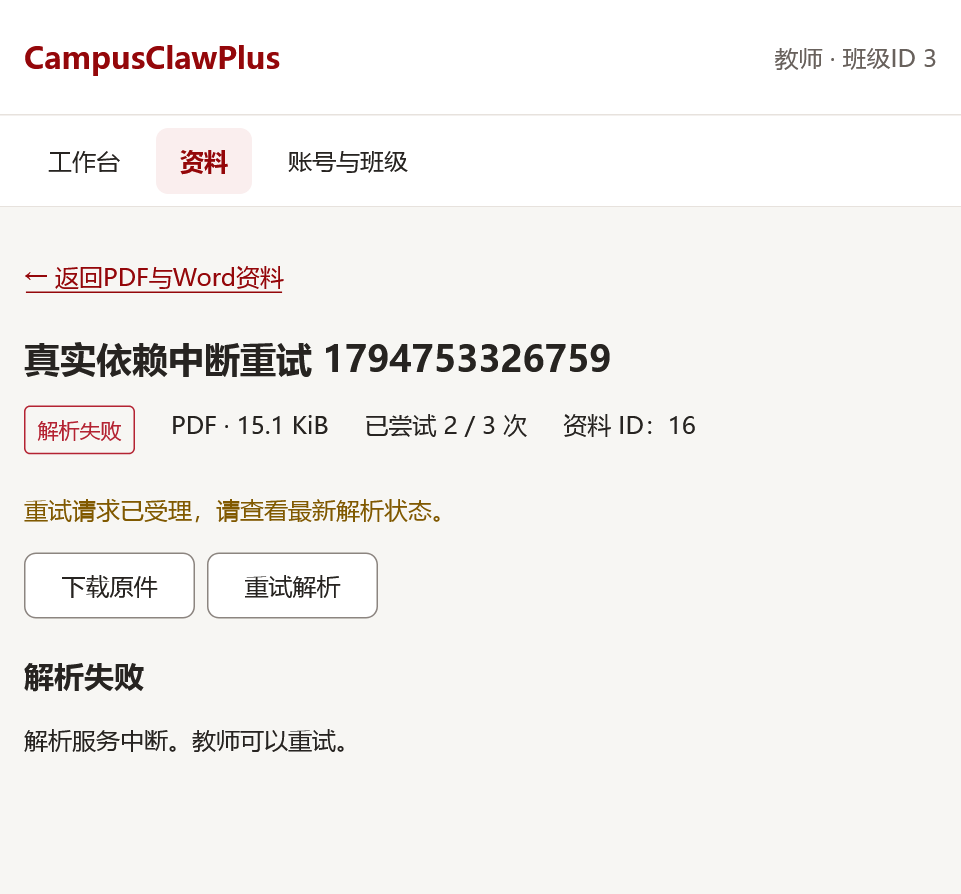 CampusClawPlus
教师 · 班级ID 3
工作台 资料 账号与班级
← 返回PDF与Word资料
真实依赖中断重试 1794753326759
解析失败 PDF · 15.1 KiB 已尝试 2 / 3 次 资料 ID：16
重试请求已受理，请查看最新解析状态。
下载原件 重试解析
解析失败
解析服务中断。教师可以重试。